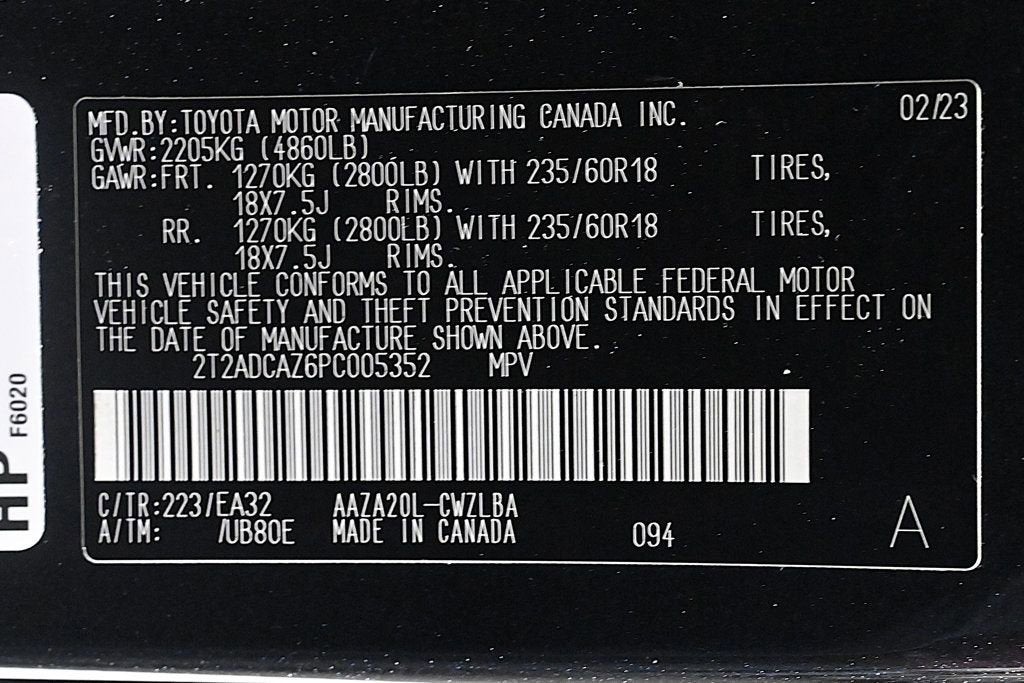 MFD.BY:TOYOTA MOTOR MANUFACTURING CANADA INC. 02/23
GVWR:2205KG (4860LB)
GAWR:FRT. 1270KG (2800LB) WITH 235/60R18 TIRES,
18X7.5J RIMS.
RR. 1270KG (2800LB) WITH 235/60R18 TIRES,
18X7.5J RIMS.
THIS VEHICLE CONFORMS TO ALL APPLICABLE FEDERAL MOTOR
VEHICLE SAFETY AND THEFT PREVENTION STANDARDS IN EFFECT ON
THE DATE OF MANUFACTURE SHOWN ABOVE.
2T2ADCAZ6PC005352 MPV
C/TR:223/EA32 AAZA20L-CWZLBA
A/TM: /UB80E MADE IN CANADA 094 A
F6020